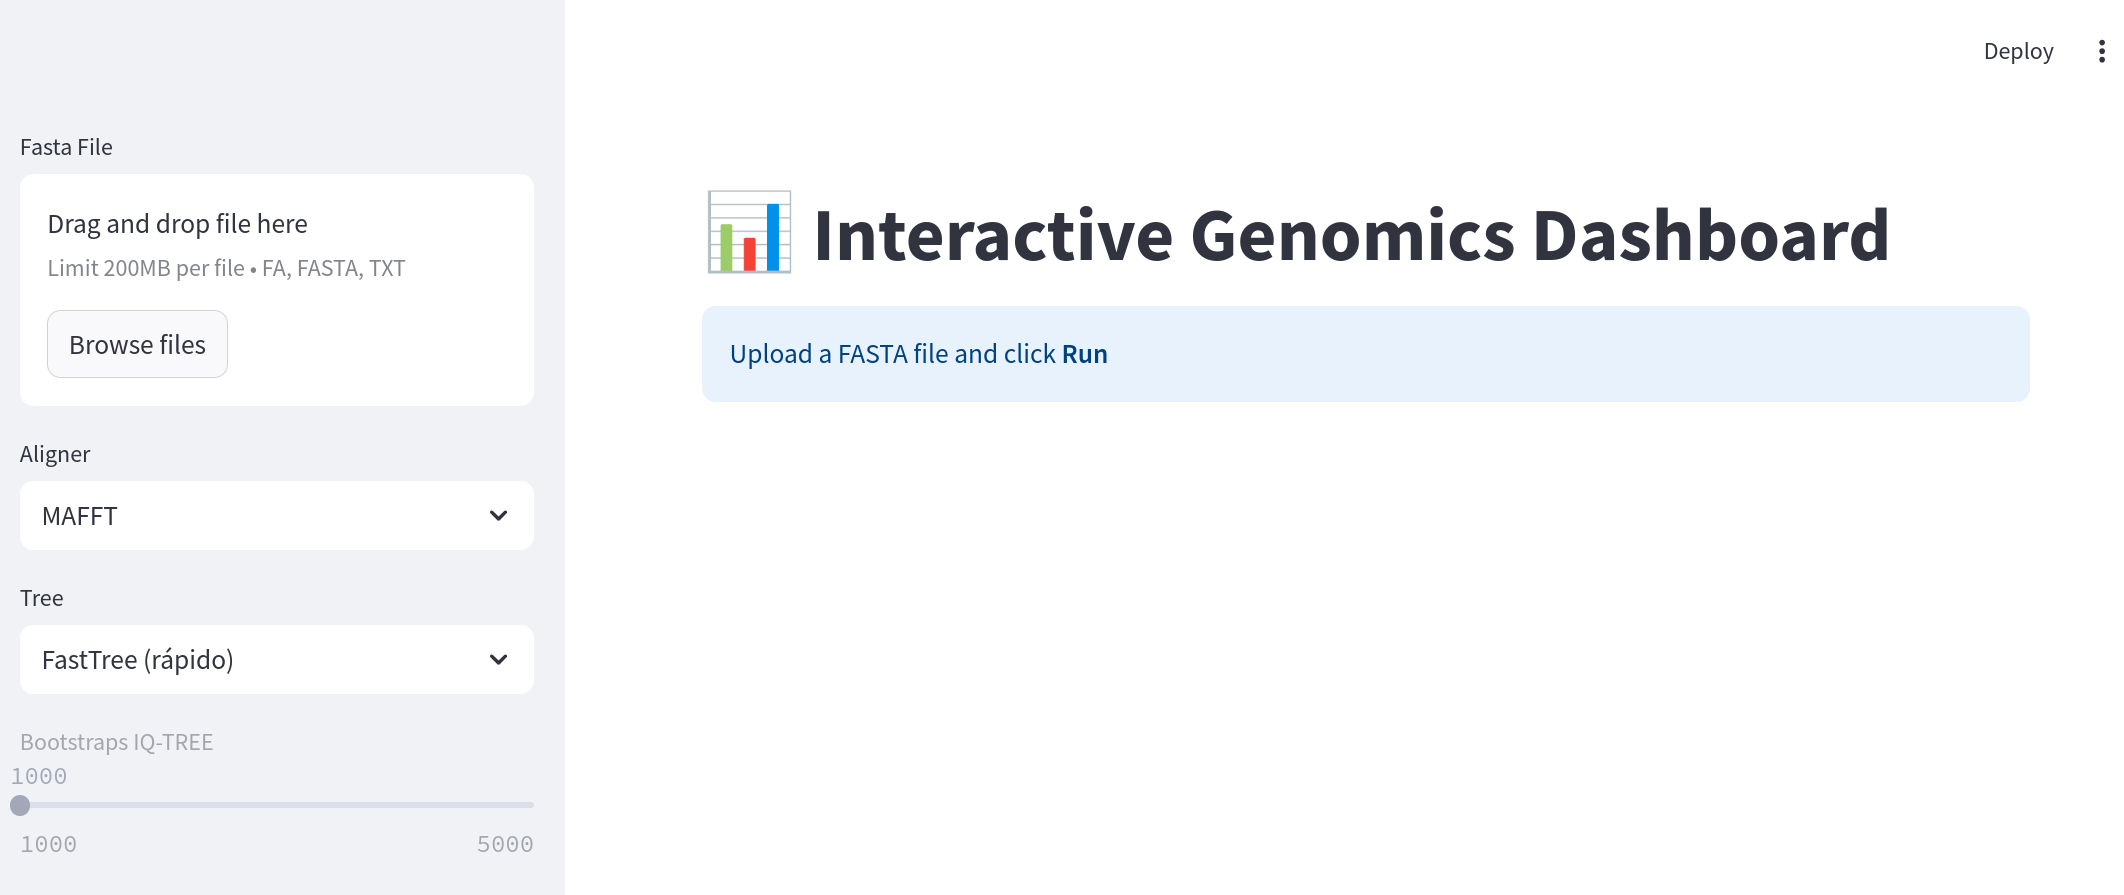 Deploy
Fasta File
Drag and drop file here
Limit 200MB per file • FA, FASTA, TXT
Browse files
Aligner
MAFFT
Tree
FastTree (rápido)
Bootstraps IQ-TREE
1000
1000 5000
Interactive Genomics Dashboard
Upload a FASTA file and click Run